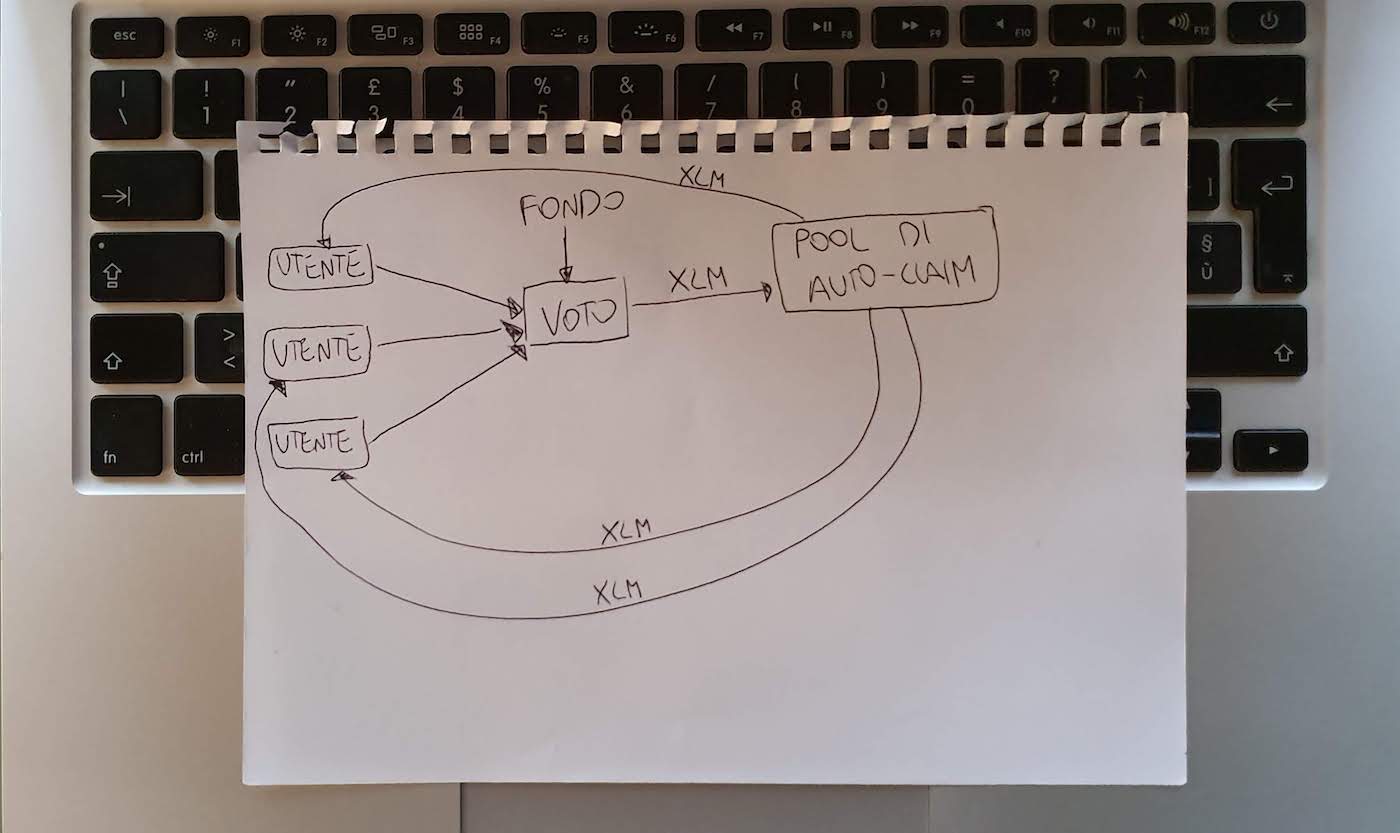 esc
F1
F2
F3
F4
F5
F6
F7
F8
F9
F10
F11
F12
| ! " £ $ % & / ( ) = ? ^
\ 1 2 3 4 5 6 7 8 9 0 ' ì
XLM
FONDO
UTENTE
POOL DI
AUTO-CLAIM
XLM
VOTO
UTENTE
UTENTE
XLM
XLM
]
§
ù
>
<
fn
ctrl